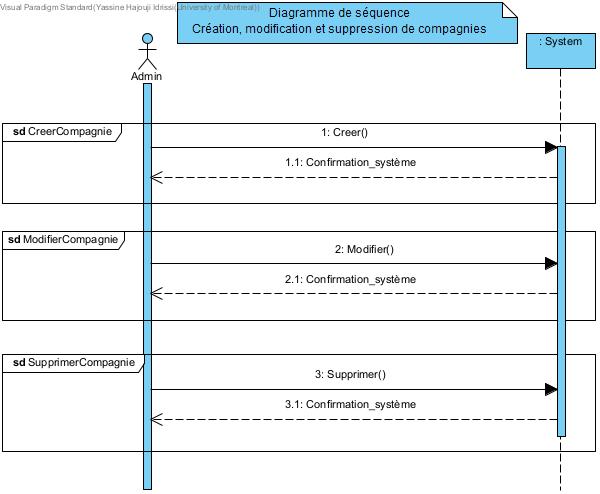 Visual Paradigm Standard(Yassine Hajouji Idrissi(University of Montreal))
Diagramme de séquence
Création, modification et suppression de compagnies
: System
Admin
sd CreerCompagnie
1: Creer()
1.1: Confirmation_système
sd ModifierCompagnie
2: Modifier()
2.1: Confirmation_système
sd SupprimerCompagnie
3: Supprimer()
3.1: Confirmation_système